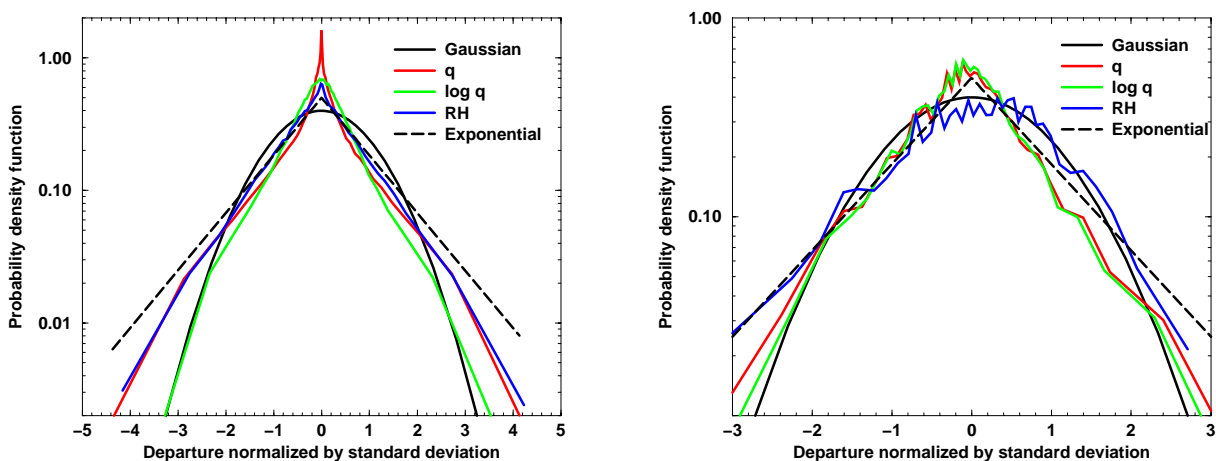 1.00
0.10
0.01
Probability density function
−5 −4 −3 −2 −1 0 1 2 3 4 5
Departure normalized by standard deviation
Gaussian
q
log q
RH
Exponential
1.00
0.10
Probability density function
−3 −2 −1 0 1 2 3
Departure normalized by standard deviation
Gaussian
q
log q
RH
Exponential